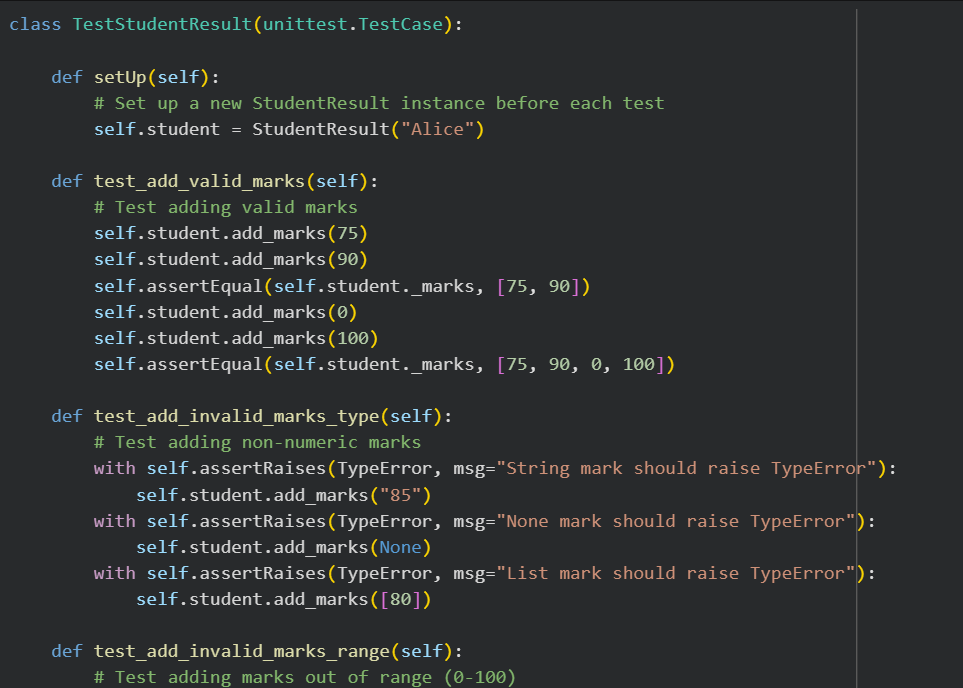 class TestStudentResult(unittest.TestCase):
def setUp(self):
# Set up a new StudentResult instance before each test
self.student = StudentResult("Alice")
def test_add_valid_marks(self):
# Test adding valid marks
self.student.add_marks(75)
self.student.add_marks(90)
self.assertEqual(self.student._marks, [75, 90])
self.student.add_marks(0)
self.student.add_marks(100)
self.assertEqual(self.student._marks, [75, 90, 0, 100])
def test_add_invalid_marks_type(self):
# Test adding non-numeric marks
with self.assertRaises(TypeError, msg="String mark should raise TypeError"):
self.student.add_marks("85")
with self.assertRaises(TypeError, msg="None mark should raise TypeError"):
self.student.add_marks(None)
with self.assertRaises(TypeError, msg="List mark should raise TypeError"):
self.student.add_marks([80])
def test_add_invalid_marks_range(self):
# Test adding marks out of range (0-100)